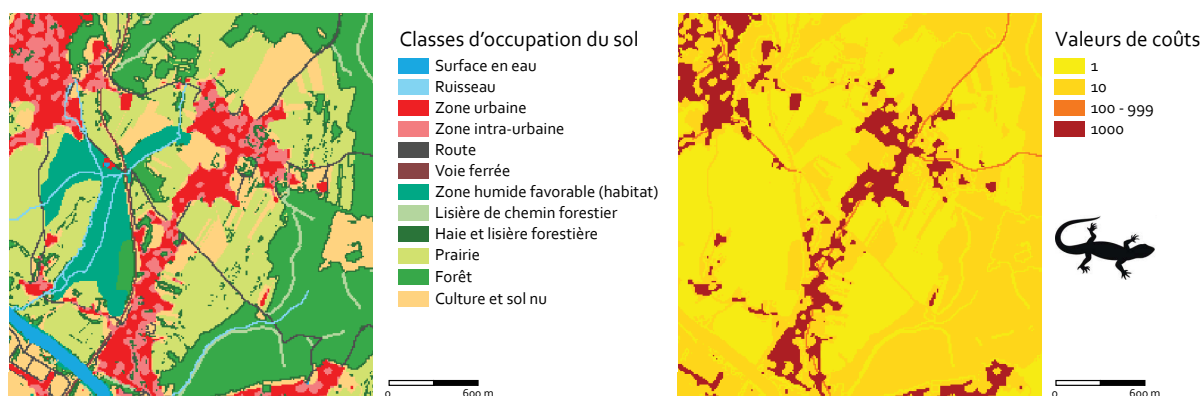 Classes d'occupation du sol
Surface en eau
Ruisseau
Zone urbaine
Zone intra-urbaine
Route
Voie ferrée
Zone humide favorable (habitat)
Lisière de chemin forestier
Haie et lisière forestière
Prairie
Forêt
Culture et sol nu
0 600 m
Valeurs de coûts
1
10
100 - 999
1000
0 600 m